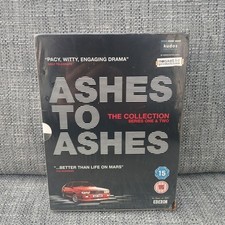 "PACY, WITTY, ENGAGING DRAMA"
ASHES
TO
THE COLLECTION
SERIES ONE & TWO
ASHES
"...BETTER THAN LIFE ON MARS"
15
BBC